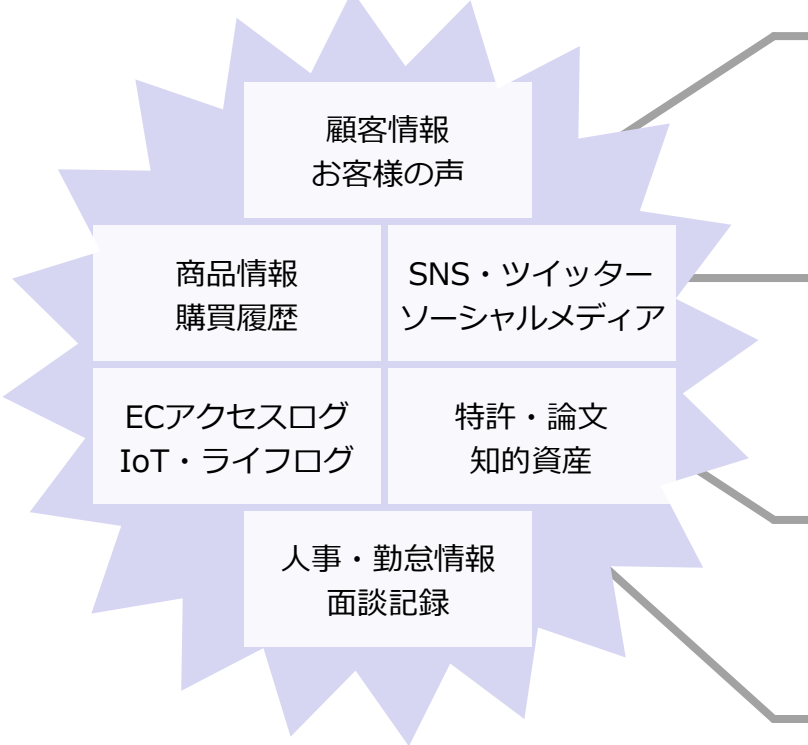 顧客情報
お客様の声
商品情報
購買履歴
SNS・ツイッター
ソーシャルメディア
ECアクセスログ
IoT・ライフログ
特許・論文
知的資産
人事・勤怠情報
面談記録